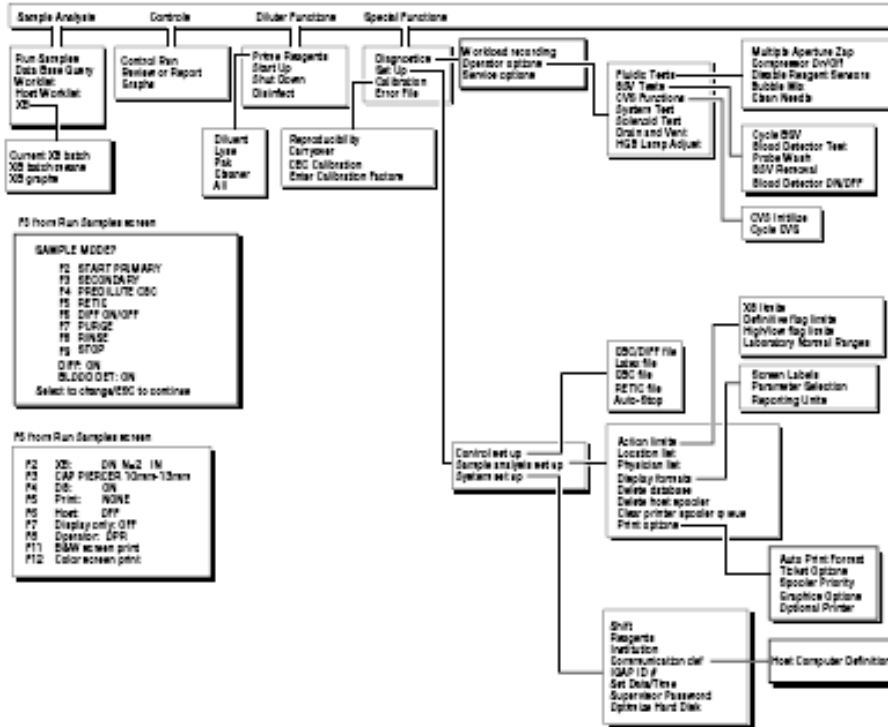 Sample Analysis
Controls
Diluter Functions
Special Functions
Run Samples
Data Base Query
Worklist
Host Worklist
XB
Control Run
Review or Report
Graphs
Prime Reagents
Start Up
Shut Down
Disinfect
Diagnostics
Set Up
Calibration
Error File
Workload recording
Operator options
Service options
Fluidic Tests
BSV Tests
CVS Functions
System Test
Solenoid Test
Drain and Vent
HGB Lamp Adjust
Multiple Aperture Zap
Compressor On/Off
Disable Reagent Sensors
Bubble Mix
Clean Needle
Current XB batch
XB batch means
XB graphs
Diluent
Lyse
Pak
Cleaner
All
Reproducibility
Carryover
CBC Calibration
Enter Calibration Factors
Cycle BSV
Blood Detector Test
Probe Wash
BSV Removal
Blood Detector ON/OFF
CVS Initilize
Cycle CVS
F3 from Run Samples screen
SAMPLE MODE?
F2 START PRIMARY
F3 SECONDARY
F4 PREDILUTE CBC
F5 RETIC
F6 DIFF ON/OFF
F7 PURGE
F8 RINSE
F9 STOP
DIFF: ON
BLOOD DET: ON
Select to change/ESC to continue
F5 from Run Samples screen
F2 XB: ON N=2 IN
F3 CAP PIERCER 10mm-13mm
F4 DB: ON
F5 Print: NONE
F6 Host: OFF
F7 Display only: OFF
F8 Operator: DPR
F11 B&W screen print
F12 Color screen print
XB limits
Definitive flag limits
High/low flag limits
Laboratory Normal Ranges
CBC/DIFF file
Latex file
CBC file
RETIC file
Auto-Stop
Screen Labels
Parameter Selection
Reporting Units
Control set up
Sample analysis set up
System set up
Action limits
Location list
Physician list
Display formats
Delete database
Delete host spooler
Clear printer spooler queue
Print options
Auto Print Format
Ticket Options
Spooler Priority
Graphics Options
Optional Printer
Shift
Reagents
Institution
Communication def
IQAP ID #
Set Date/Time
Supervisor Password
Optimize Hard Disk
Host Computer Definition